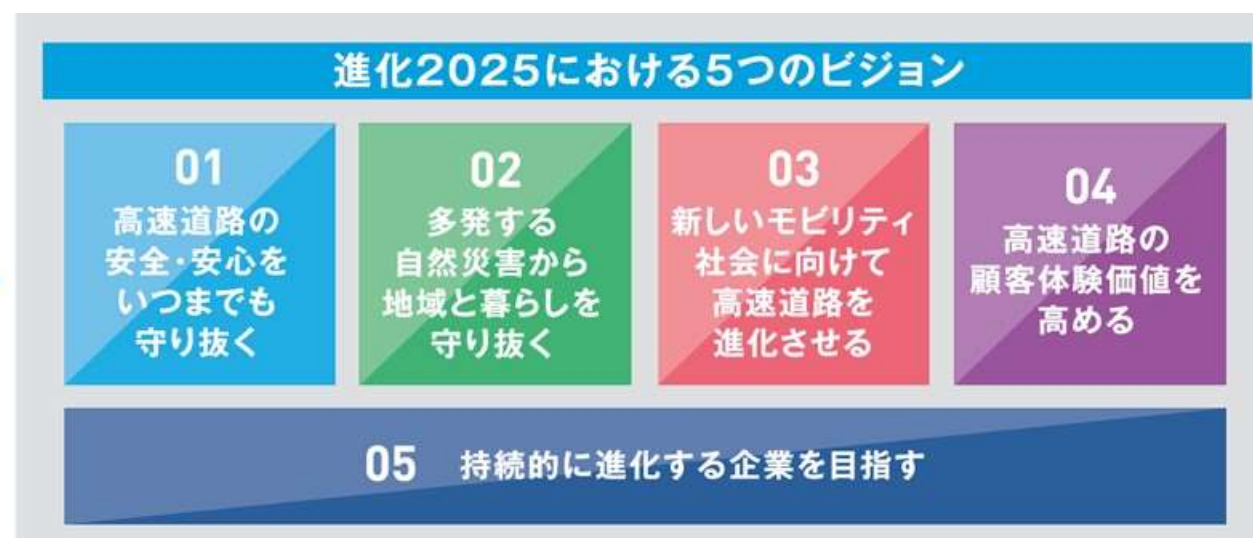 進化2025における5つのビジョン
01
高速道路の
安全・安心を
いつまでも
守り抜く
02
多発する
自然災害から
地域と暮らしを
守り抜く
03
新しいモビリティ
社会に向けて
高速道路を
進化させる
04
高速道路の
顧客体験価値を
高める
05 持続的に進化する企業を目指す